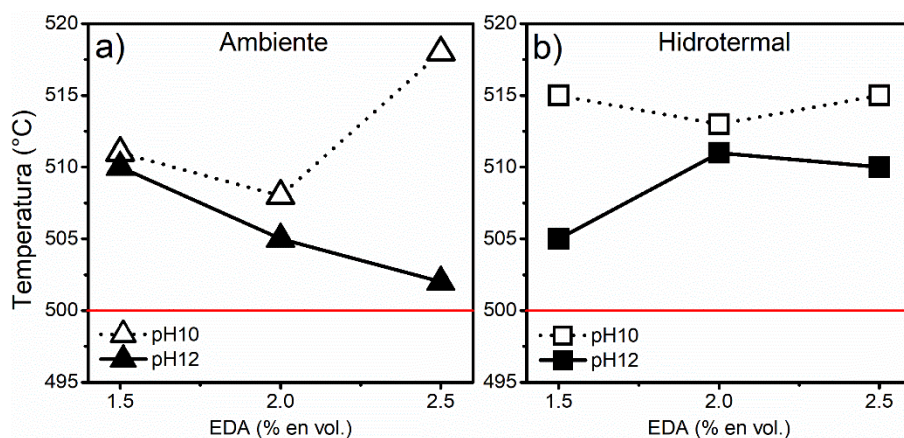 a) Ambiente
b) Hidrotermal
Temperatura (°C)
520
515
510
505
500
495
pH10
pH12
1.5 2.0 2.5
EDA (% en vol.)
520
515
510
505
500
495
pH10
pH12
1.5 2.0 2.5
EDA (% en vol.)